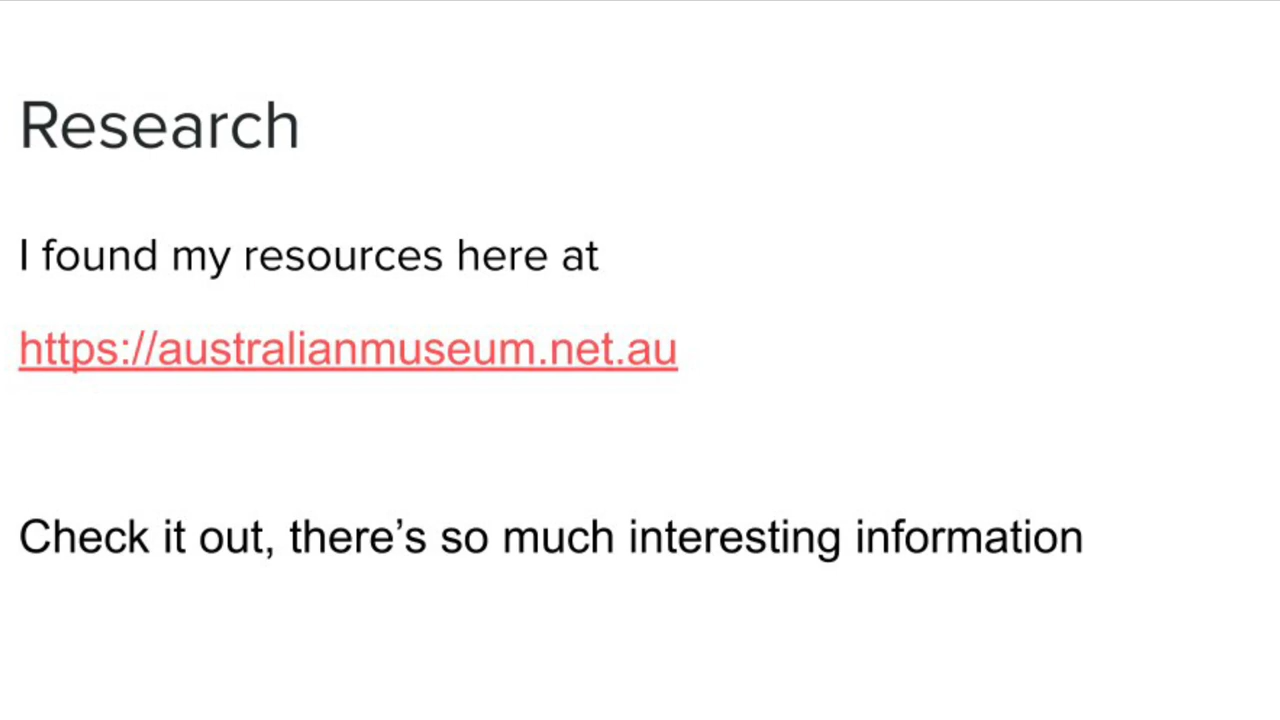 Research
I found my resources here at
https://australianmuseum.net.au
Check it out, there’s so much interesting information